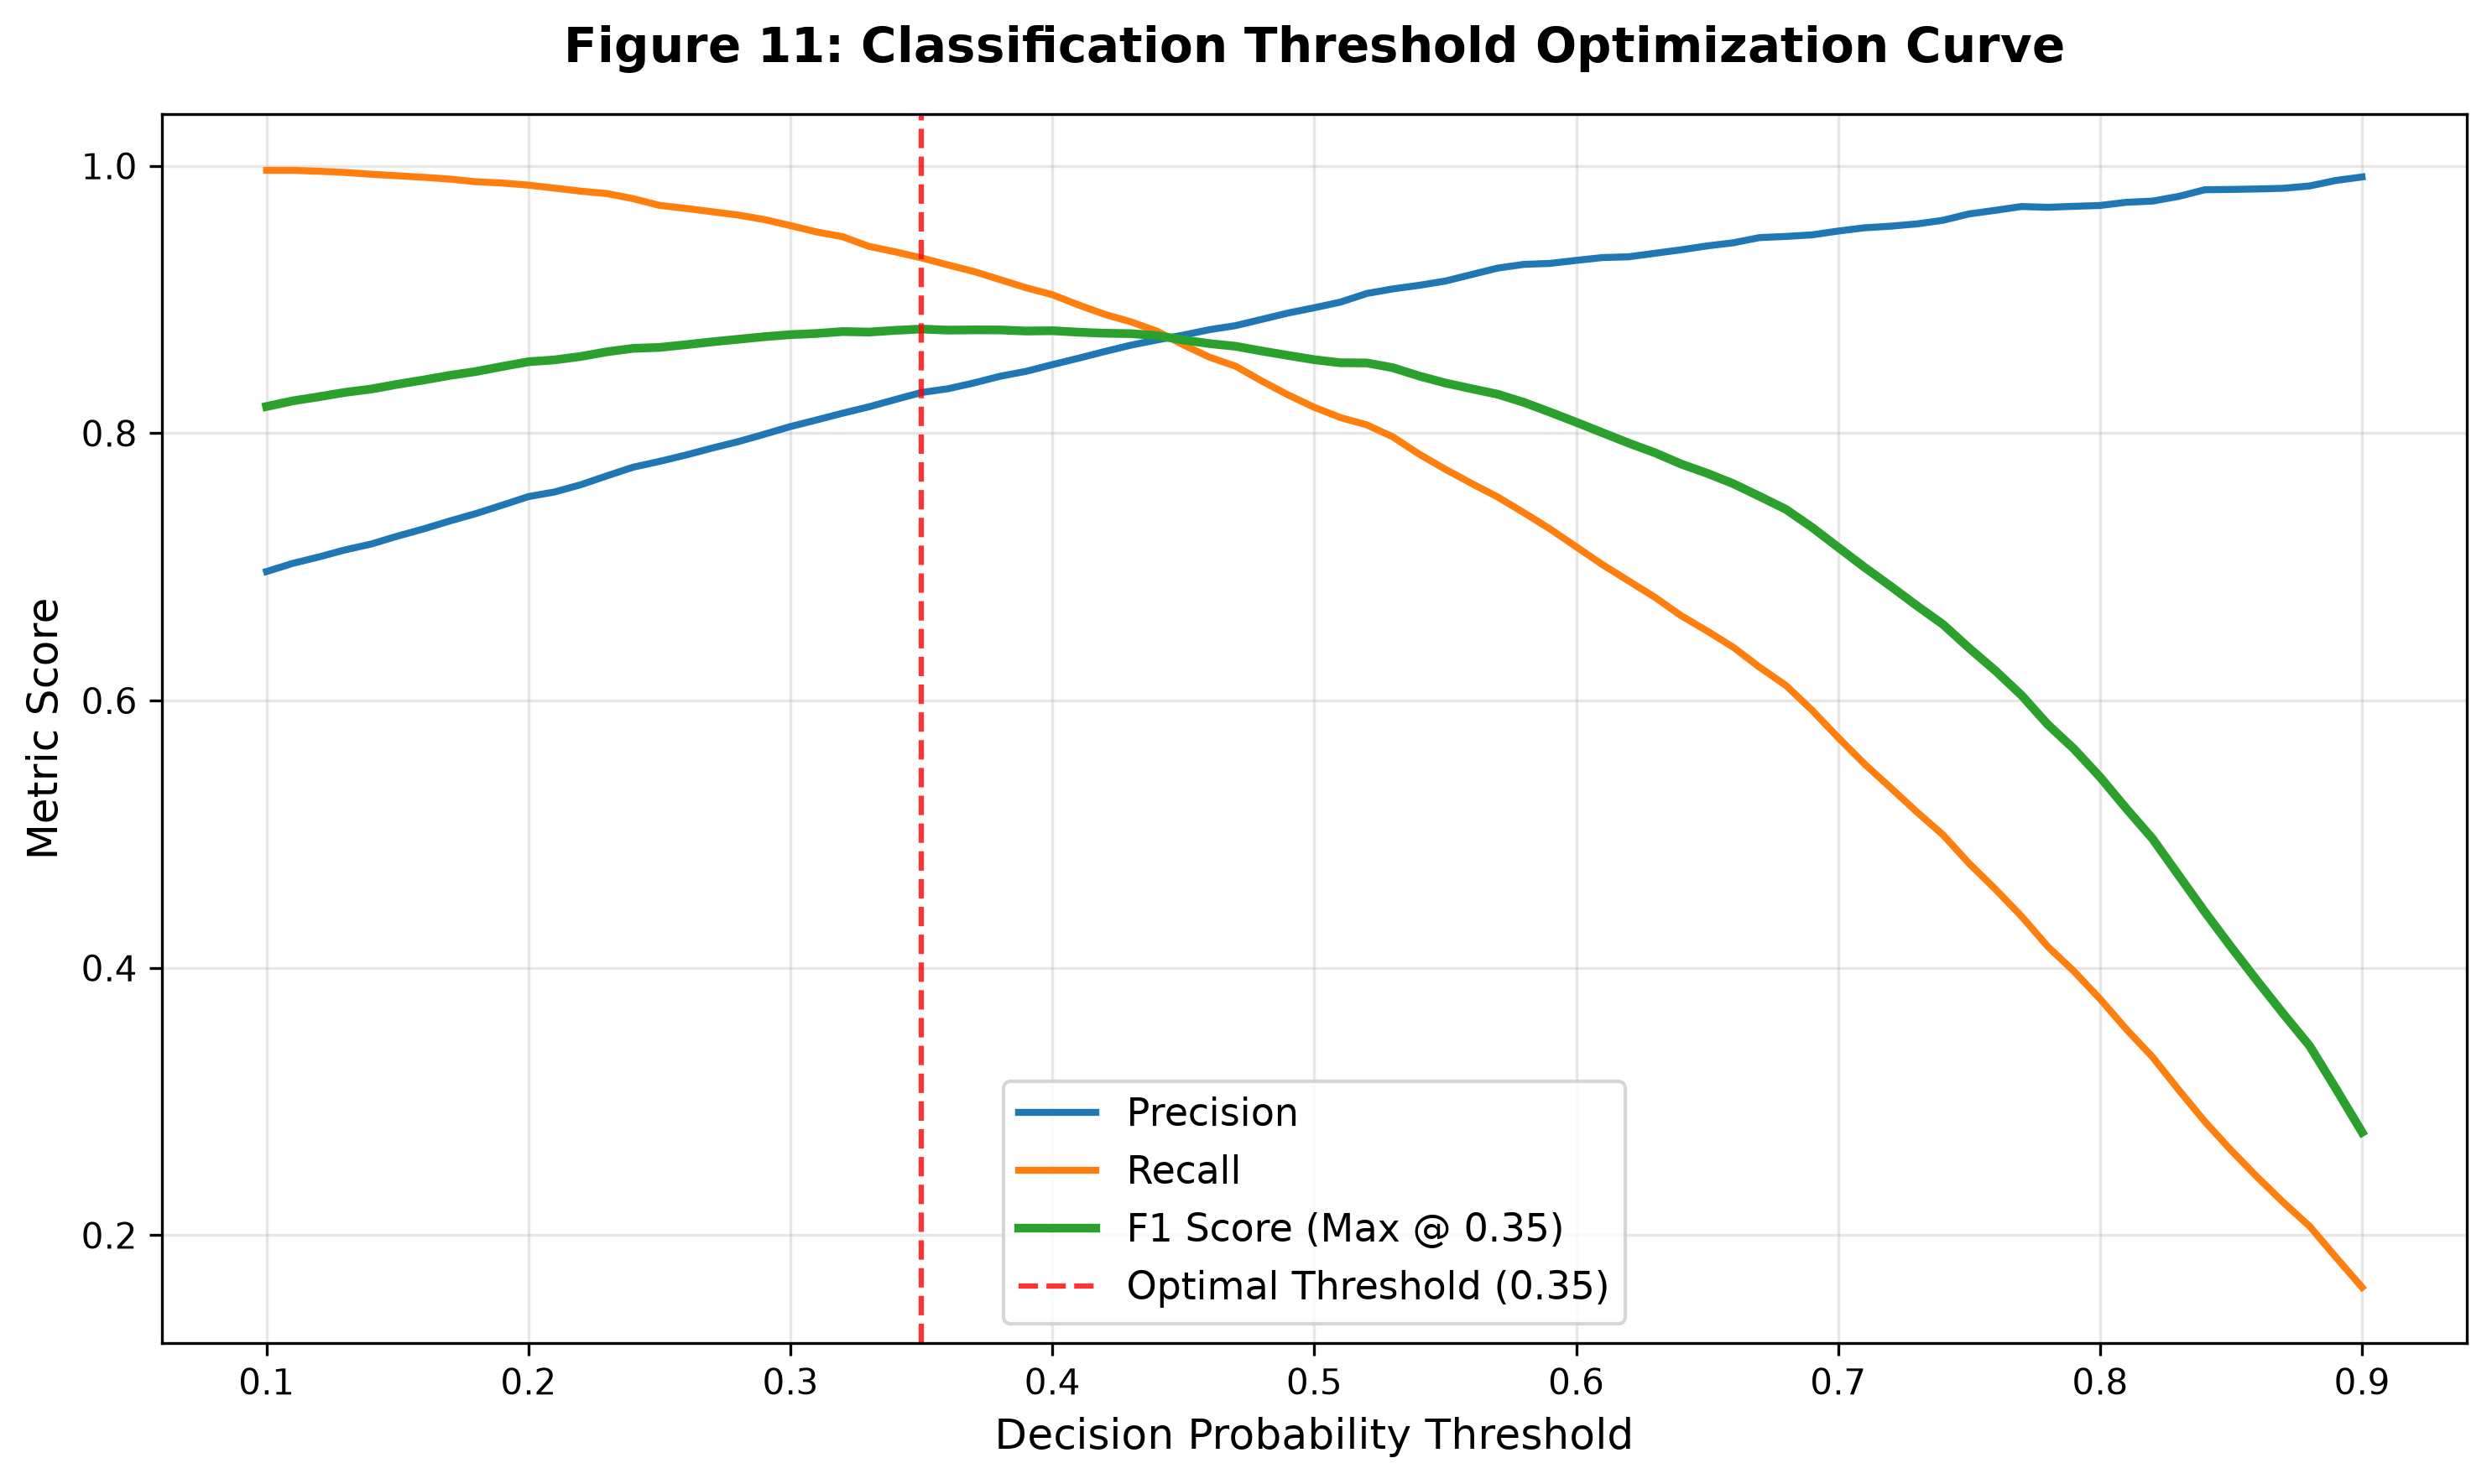 Figure 11: Classification Threshold Optimization Curve
Metric Score
1.0
0.8
0.6
0.4
0.2
Precision
Recall
F1 Score (Max @ 0.35)
Optimal Threshold (0.35)
0.1 0.2 0.3 0.4 0.5 0.6 0.7 0.8 0.9
Decision Probability Threshold